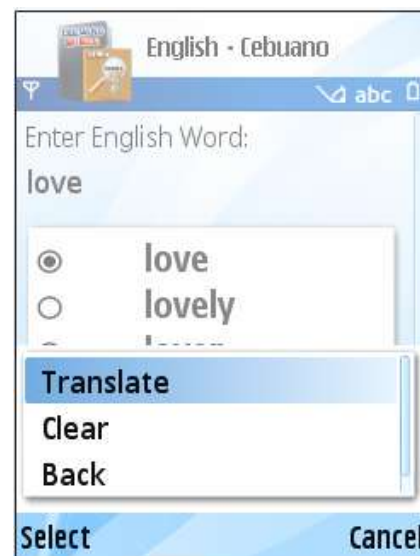 English - Cebuano
abc
Enter English Word:
love
love
lovely
Translate
Clear
Back
Select
Cancel